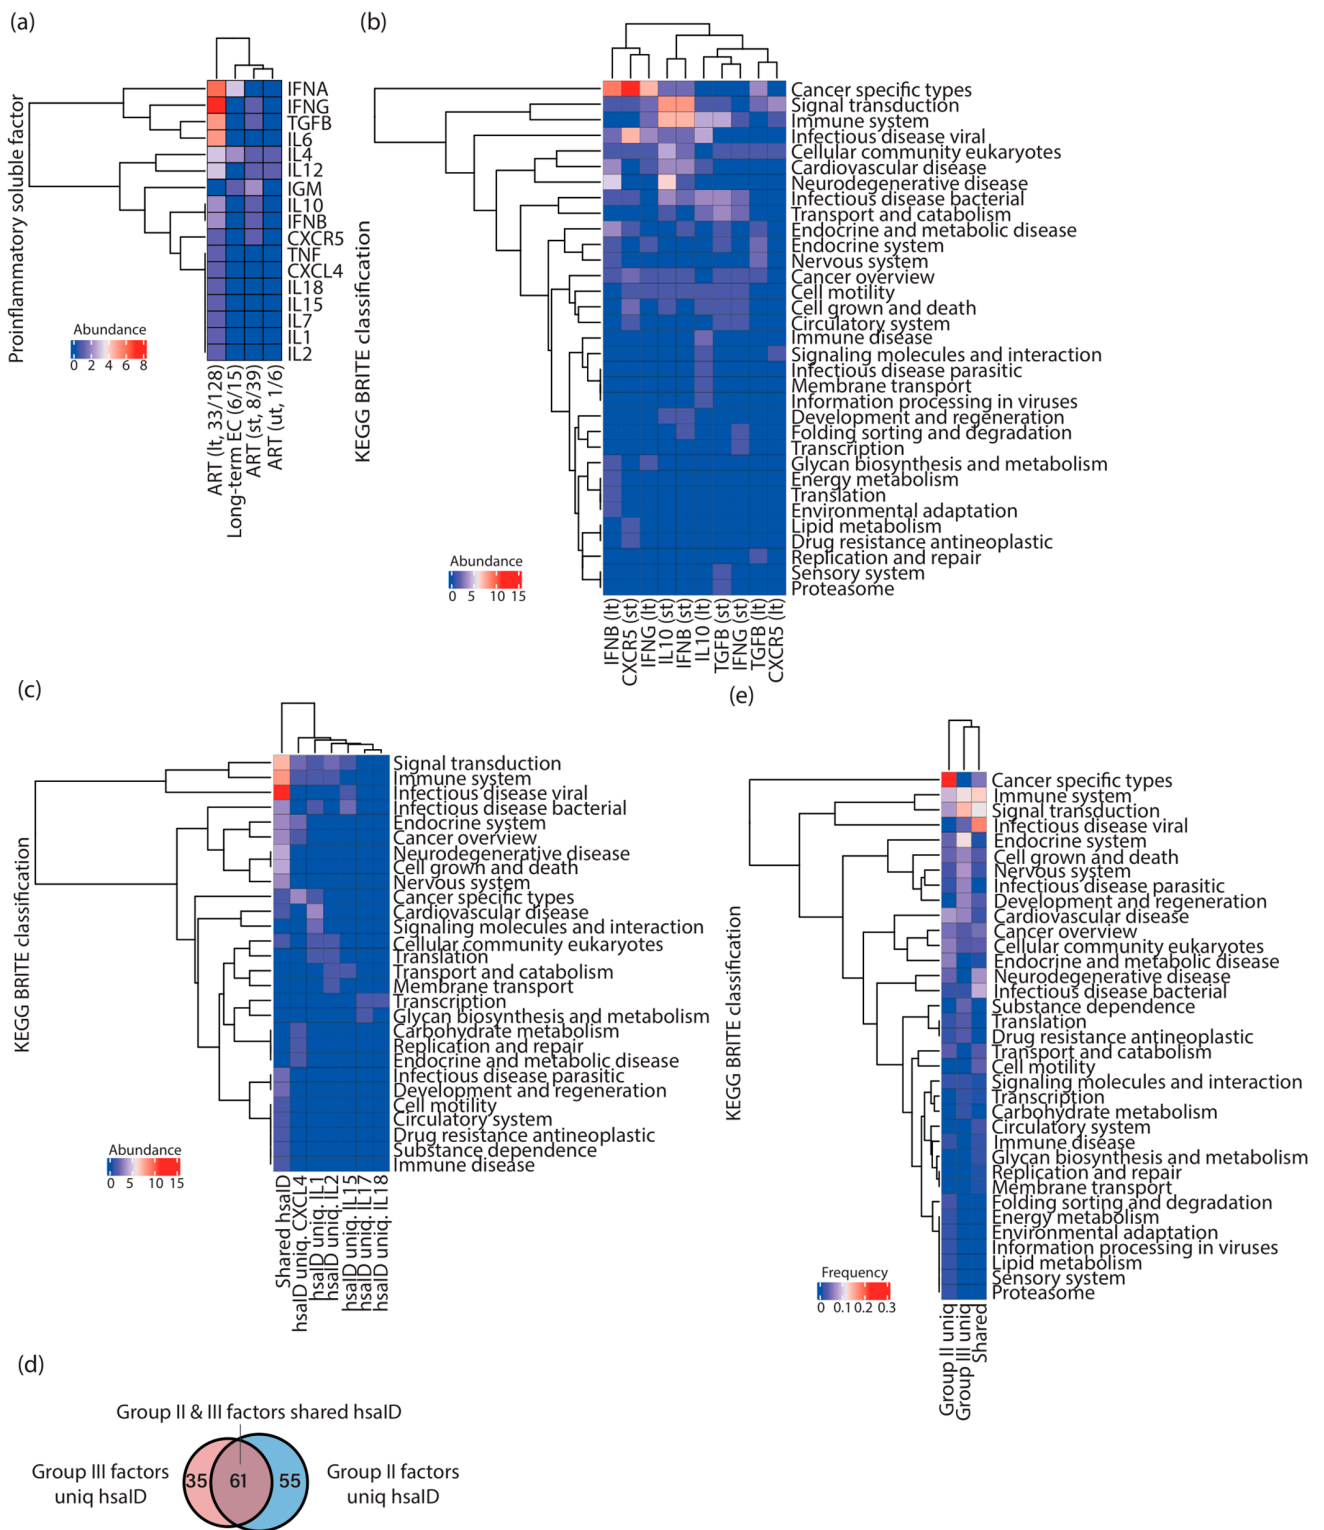 (a)
Proinflammatory soluble factor
IFNA
IFNG
TGFB
IL6
IL4
IL12
IGM
IL10
IFNB
CXCR5
TNF
CXCL4
IL18
IL15
IL7
IL1
IL2
Abundance
0 2 4 6 8
ART (lt, 33/128)
Long-term EC (6/15)
ART (st, 8/39)
ART (ut, 1/6)
(b)
KEGG BRITE classification
Cancer specific types
Signal transduction
Immune system
Infectious disease viral
Cellular community eukaryotes
Cardiovascular disease
Neurodegenerative disease
Infectious disease bacterial
Transport and catabolism
Endocrine and metabolic disease
Endocrine system
Nervous system
Cancer overview
Cell motility
Cell grown and death
Circulatory system
Immune disease
Signaling molecules and interaction
Infectious disease parasitic
Membrane transport
Information processing in viruses
Development and regeneration
Folding sorting and degradation
Transcription
Glycan biosynthesis and metabolism
Energy metabolism
Translation
Environmental adaptation
Lipid metabolism
Drug resistance antineoplastic
Replication and repair
Sensory system
Proteasome
Abundance
0 5 10 15
IFNB (lt)
CXCR5 (st)
IFNG (lt)
IL10 (st)
IFNB (st)
IL10 (lt)
TGFB (st)
IFNG (st)
TGFB (lt)
CXCR5 (lt)
(c)
KEGG BRITE classification
Signal transduction
Immune system
Infectious disease viral
Infectious disease bacterial
Endocrine system
Cancer overview
Neurodegenerative disease
Cell grown and death
Nervous system
Cancer specific types
Cardiovascular disease
Signaling molecules and interaction
Cellular community eukaryotes
Translation
Transport and catabolism
Membrane transport
Transcription
Glycan biosynthesis and metabolism
Carbohydrate metabolism
Replication and repair
Endocrine and metabolic disease
Infectious disease parasitic
Development and regeneration
Cell motility
Circulatory system
Drug resistance antineoplastic
Substance dependence
Immune disease
Abundance
0 5 10 15
Shared hsaID
hsaID uniq. CXCL4
hsaID uniq. IL1
hsaID uniq. IL2
hsaID uniq. IL15
hsaID uniq. IL17
hsaID uniq. IL18
(e)
KEGG BRITE classification
Cancer specific types
Immune system
Signal transduction
Infectious disease viral
Endocrine system
Cell grown and death
Nervous system
Infectious disease parasitic
Development and regeneration
Cardiovascular disease
Cancer overview
Cellular community eukaryotes
Endocrine and metabolic disease
Neurodegenerative disease
Infectious disease bacterial
Substance dependence
Translation
Drug resistance antineoplastic
Transport and catabolism
Cell motility
Signaling molecules and interaction
Transcription
Carbohydrate metabolism
Circulatory system
Immune disease
Glycan biosynthesis and metabolism
Replication and repair
Membrane transport
Folding sorting and degradation
Energy metabolism
Environmental adaptation
Information processing in viruses
Lipid metabolism
Sensory system
Proteasome
Frequency
0 0.1 0.2 0.3
Group II uniq
Group III uniq
Shared
(d)
Group II & III factors shared hsaID
Group III factors
uniq hsaID
35 61 55
Group II factors
uniq hsaID